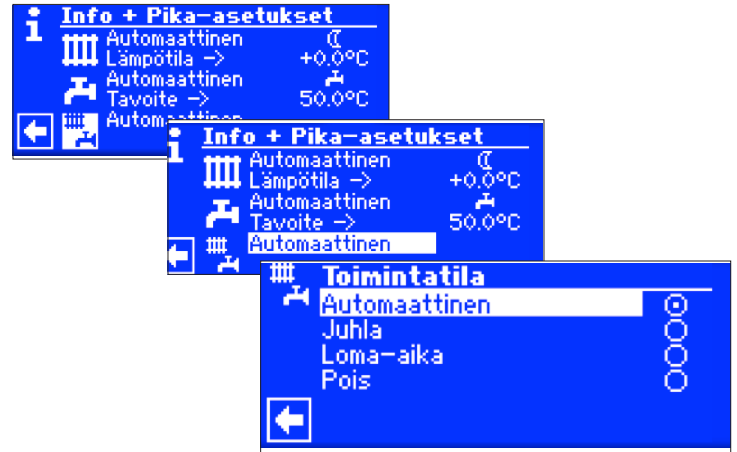 Info + Pika-asetukset
Automaattinen
Lämpötila -> +0.0°C
Automaattinen
Tavoite -> 50.0°C
Automaattinen
Info + Pika-asetukset
Automaattinen
Lämpötila -> +0.0°C
Automaattinen
Tavoite -> 50.0°C
Automaattinen
Toimintatila
Automaattinen
Juhla
Loma-aika
Pois